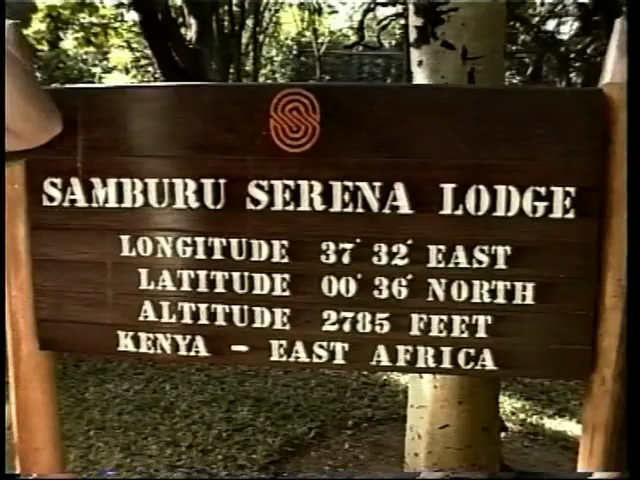 SAMBURU SERENA LODGE
LONGITUDE 37° 32' EAST
LATITUDE 00° 36' NORTH
ALTITUDE 2785 FEET
KENYA - EAST AFRICA